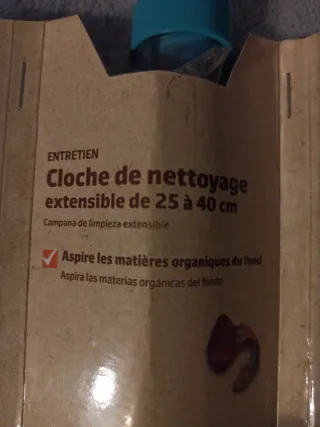 ENTRETIEN
Cloche de nettoyage
extensible de 25 à 40 cm
Campana de limpieza extensible
Aspire les matières organiques du fond
Aspira las materias orgánicas del fondo